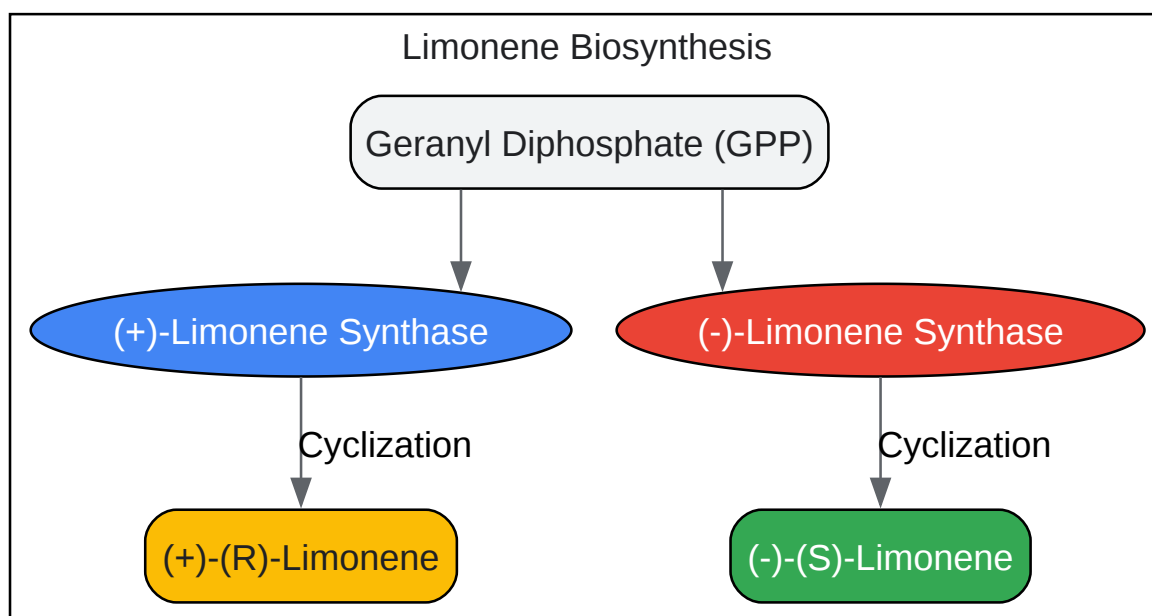 Limonene Biosynthesis
Geranyl Diphosphate (GPP)
(+)-Limonene Synthase
(-)-Limonene Synthase
Cyclization
Cyclization
(+)-(R)-Limonene
(-)-(S)-Limonene